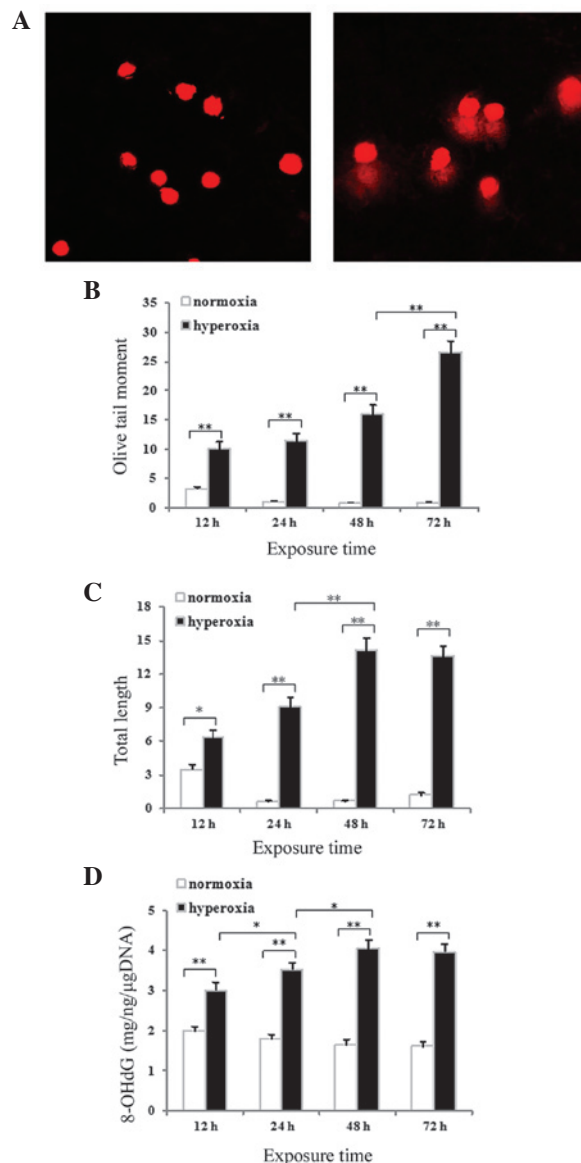 A
B
normoxia
hyperoxia
Olive tail moment
35
30
25
20
15
10
5
0
**
**
**
**
**
12 h 24 h 48 h 72 h
Exposure time
C
normoxia
hyperoxia
Total length
18
15
12
9
6
3
0
*
**
**
**
**
12 h 24 h 48 h 72 h
Exposure time
D
normoxia
hyperoxia
8-OHdG (mg/ng/µgDNA)
5
4
3
2
1
0
**
*
**
*
**
**
12 h 24 h 48 h 72 h
Exposure time